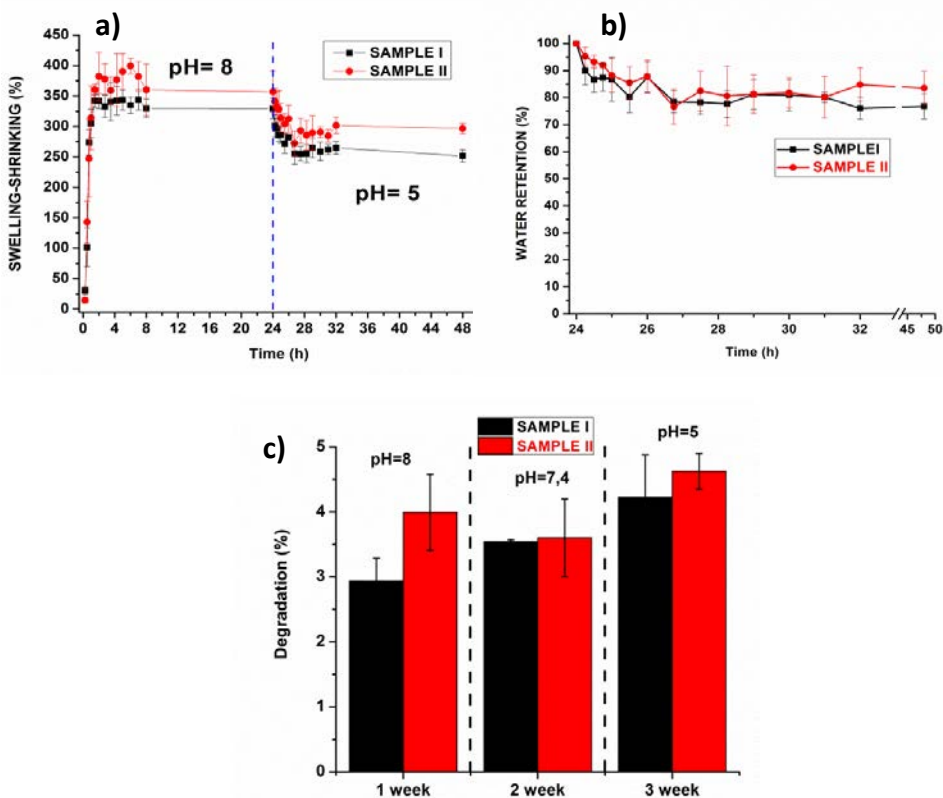 a)
SWELLING-SHRINKING (%)
450
400
350
300
250
200
150
100
50
0
pH= 8
SAMPLE I
SAMPLE II
pH= 5
0 4 8 12 16 20 24 28 32 36 40 44 48
Time (h)
b)
WATER RETENTION (%)
100
90
80
70
60
50
40
30
20
10
0
SAMPLEI
SAMPLE II
24 26 28 30 32 45 50
Time (h)
c)
SAMPLE I
SAMPLE II
Degradation (%)
5
4
3
2
1
0
pH=8
pH=7,4
pH=5
1 week 2 week 3 week